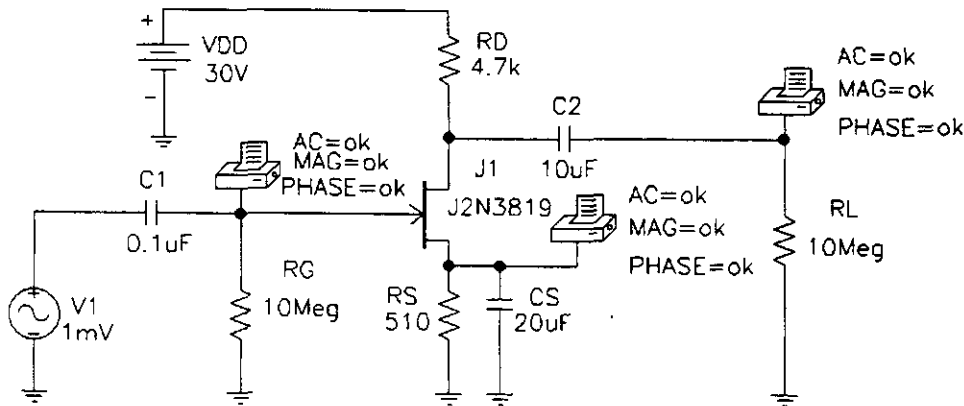 +
VDD
30V
-
RD
4.7k
AC=ok
MAG=ok
PHASE=ok
C2
10uF
AC=ok
MAG=ok
PHASE=ok
C1
0.1uF
J1
J2N3819
AC=ok
MAG=ok
PHASE=ok
RL
10Meg
+
V1
1mV
-
RG
10Meg
RS
510
CS
20uF